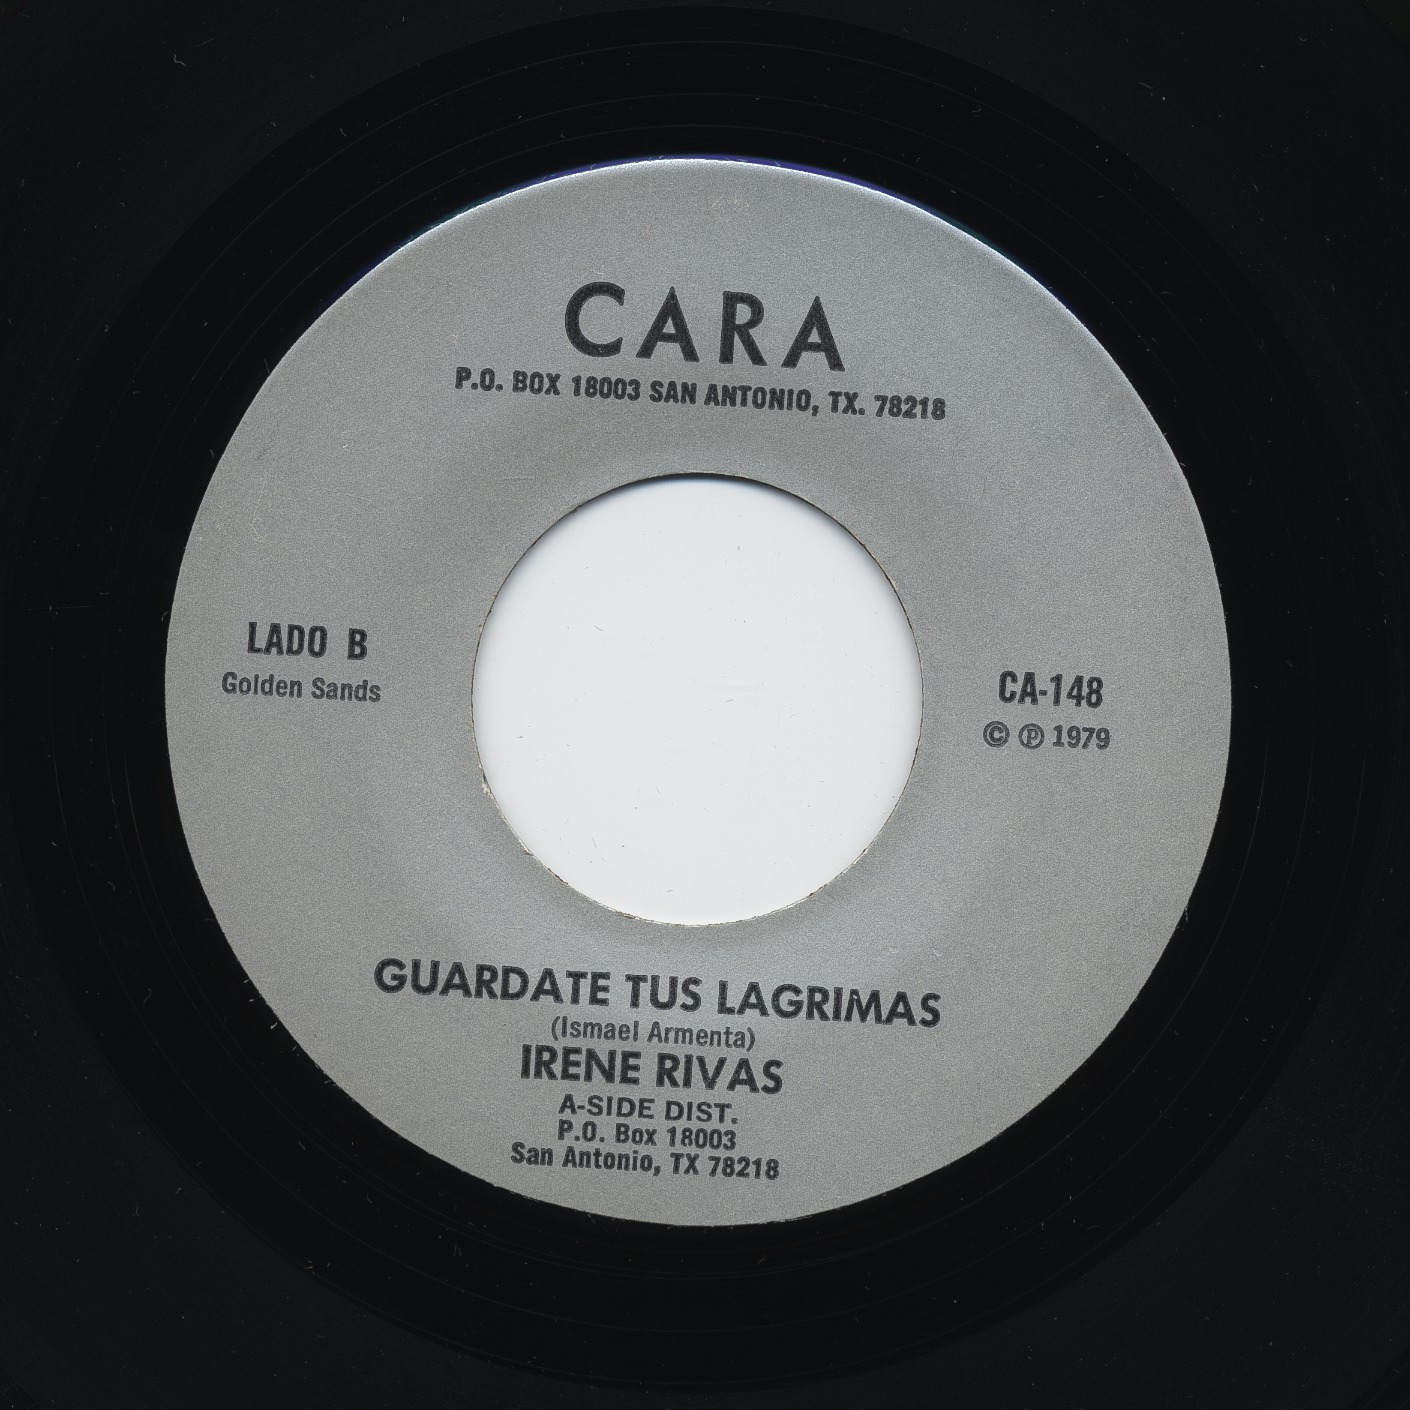 CARA
P.O. BOX 18003 SAN ANTONIO, TX. 78218
LADO B
Golden Sands
CA-148
© ℗ 1979
GUARDATE TUS LAGRIMAS
(Ismael Armenta)
IRENE RIVAS
A-SIDE DIST.
P.O. Box 18003
San Antonio, TX 78218